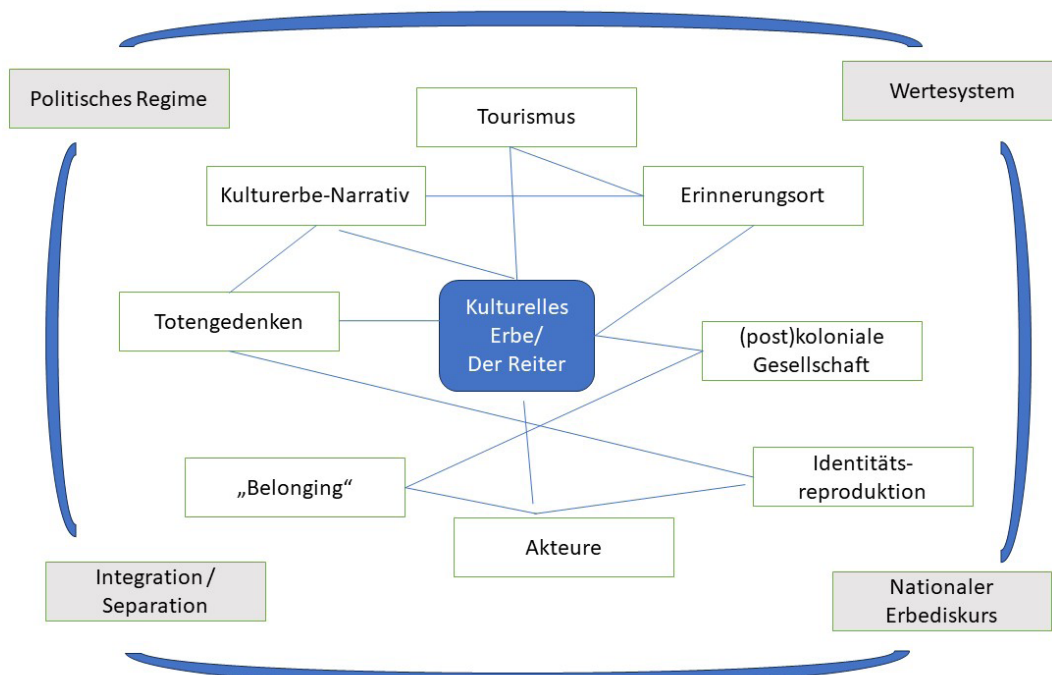 Politisches Regime
Wertesystem
Tourismus
Kulturerbe-Narrativ
Erinnerungsort
Totengedenken
Kulturelles
Erbe/
Der Reiter
(post)koloniale
Gesellschaft
„Belonging“
Identitäts-
reproduktion
Akteure
Integration /
Separation
Nationaler
Erbediskurs